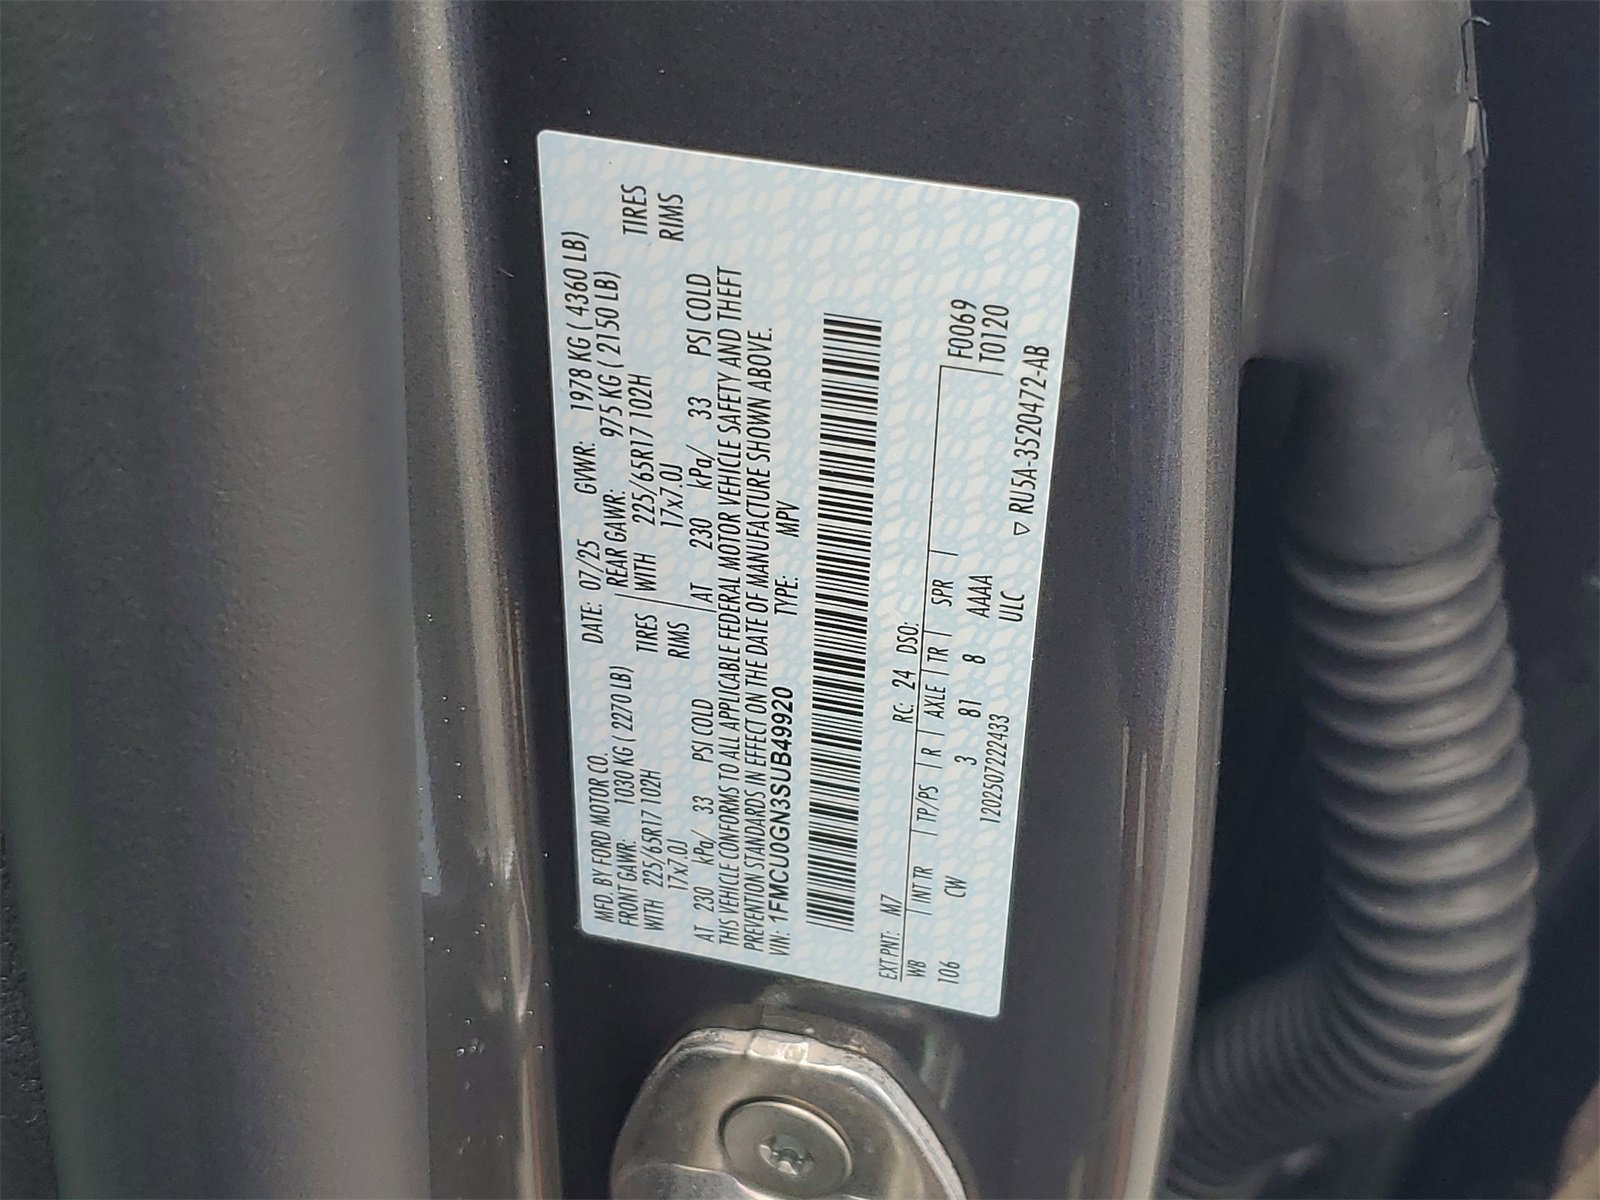 MFD. BY FORD MOTOR CO.
DATE: 07/25 GVWR: 1978 KG ( 4360 LB)
FRONT GAWR: 1030 KG ( 2270 LB)
REAR GAWR: 975 KG ( 2150 LB)
WITH 225/65R17 102H TIRES
WITH 225/65R17 102H TIRES
17x7.0J RIMS
17x7.0J RIMS
AT 230 kPa/ 33 PSI COLD
AT 230 kPa/ 33 PSI COLD
THIS VEHICLE CONFORMS TO ALL APPLICABLE FEDERAL MOTOR VEHICLE SAFETY AND THEFT
PREVENTION STANDARDS IN EFFECT ON THE DATE OF MANUFACTURE SHOWN ABOVE.
VIN: 1FMCU0GN3SUB49920 TYPE: MPV
EXT PNT: M7 RC: 24 DSO:
WB INT TR TP/PS R AXLE TR SPR F0069
106 CW 3 81 8 AAAA T0120
120250722433 ULC ▽ RU5A-3520472-AB